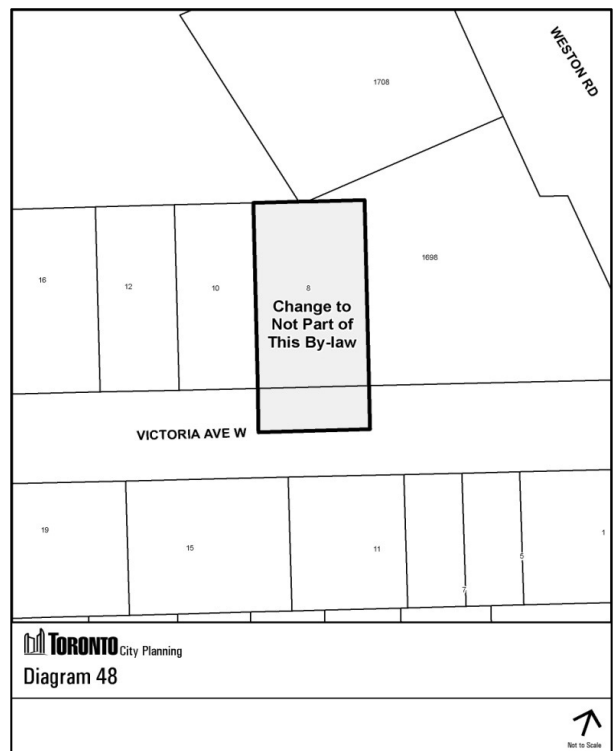 WESTON RD
1708
1698
16
12
10
8
Change to
Not Part of
This By-law
VICTORIA AVE W
19
15
11
7
5
1
TORONTO City Planning
Diagram 48
Not to Scale